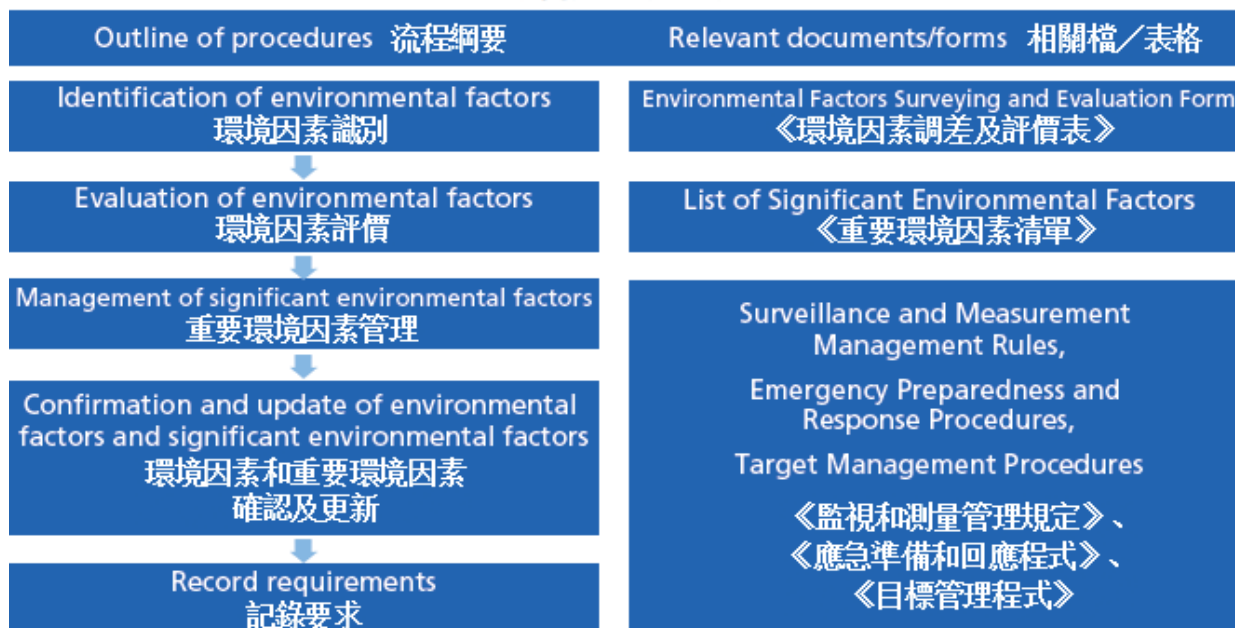 Outline of procedures 流程綱要
Relevant documents/forms 相關檔／表格
Identification of environmental factors
環境因素識別
Environmental Factors Surveying and Evaluation Form
《環境因素調差及評價表》
Evaluation of environmental factors
環境因素評價
List of Significant Environmental Factors
《重要環境因素清單》
Management of significant environmental factors
重要環境因素管理
Confirmation and update of environmental
factors and significant environmental factors
環境因素和重要環境因素
確認及更新
Record requirements
記錄要求
Surveillance and Measurement
Management Rules,
Emergency Preparedness and
Response Procedures,
Target Management Procedures
《監視和測量管理規定》、
《應急準備和回應程式》、
《目標管理程式》